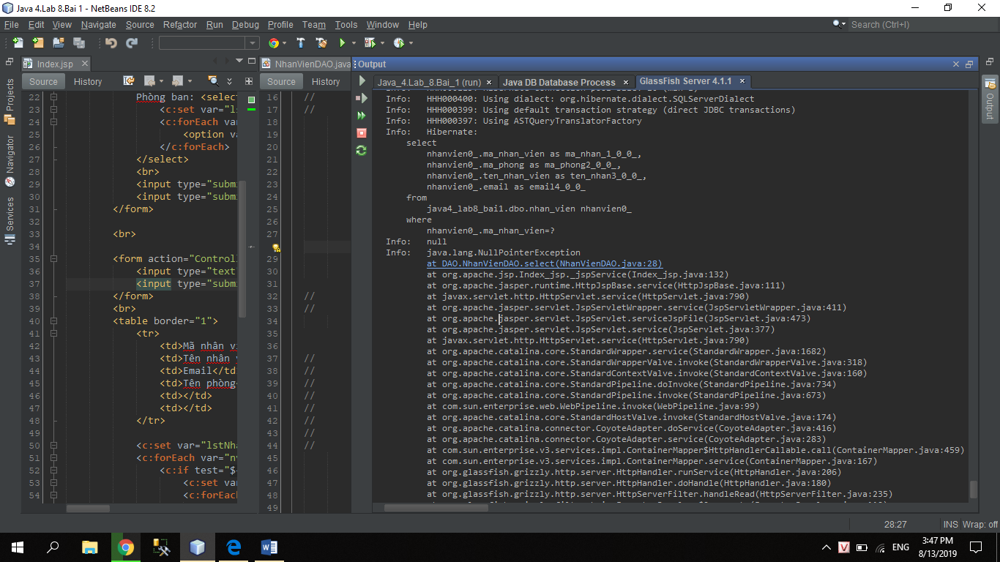 Java 4.Lab 8.Bai 1 - NetBeans IDE 8.2
File Edit View Navigate Source Refactor Run Debug Profile Team Tools Window Help
Search (Ctrl+I)
Projects
Navigator
Services
Index.jsp
Source History
22 Phòng ban: <select
23 <c:set var="l
24 <c:forEach var
25 <option va
26 </c:forEach>
27 </select>
28 <br>
29 <input type="submi
30 <input type="submi
31 </form>
32
33 <br>
34
35 <form action="Control
36 <input type="text"
37 <input type="submi
38 </form>
39 <br>
40 <table border="1">
41 <tr>
42 <td>Mã nhân vi
43 <td>Tên nhân v
44 <td>Email</td
45 <td>Tên phòng<
46 <td></td>
47 <td></td>
48 </tr>
50 <c:set var="lstNha
51 <c:forEach var="nv
52 <c:if test="${
53 <c:set var
54 <c:forEach
NhanVienDAO.java
Source History
16 //
17 //
18
19
20
21
22
23
24
25
26
27
29
30
31
32 //
33 //
34
35
36
37 //
38 //
39 //
40 //
41 //
42 //
43 //
44 //
45
46
47
48
49
Output
Java_4.Lab_8.Bai_1 (run) Java DB Database Process GlassFish Server 4.1.1
Info: HHH000400: Using dialect: org.hibernate.dialect.SQLServerDialect
Info: HHH000399: Using default transaction strategy (direct JDBC transactions)
Info: HHH000397: Using ASTQueryTranslatorFactory
Info: Hibernate:
select
nhanvien0_.ma_nhan_vien as ma_nhan_1_0_0_,
nhanvien0_.ma_phong as ma_phong2_0_0_,
nhanvien0_.ten_nhan_vien as ten_nhan3_0_0_,
nhanvien0_.email as email4_0_0_
from
java4_lab8_bai1.dbo.nhan_vien nhanvien0_
where
nhanvien0_.ma_nhan_vien=?
Info: null
Info: java.lang.NullPointerException
at DAO.NhanVienDAO.select(NhanVienDAO.java:28)
at org.apache.jsp.Index_jsp._jspService(Index_jsp.java:132)
at org.apache.jasper.runtime.HttpJspBase.service(HttpJspBase.java:111)
at javax.servlet.http.HttpServlet.service(HttpServlet.java:790)
at org.apache.jasper.servlet.JspServletWrapper.service(JspServletWrapper.java:411)
at org.apache.jasper.servlet.JspServlet.serviceJspFile(JspServlet.java:473)
at org.apache.jasper.servlet.JspServlet.service(JspServlet.java:377)
at javax.servlet.http.HttpServlet.service(HttpServlet.java:790)
at org.apache.catalina.core.StandardWrapper.service(StandardWrapper.java:1682)
at org.apache.catalina.core.StandardWrapperValve.invoke(StandardWrapperValve.java:318)
at org.apache.catalina.core.StandardContextValve.invoke(StandardContextValve.java:160)
at org.apache.catalina.core.StandardPipeline.doInvoke(StandardPipeline.java:734)
at org.apache.catalina.core.StandardPipeline.invoke(StandardPipeline.java:673)
at com.sun.enterprise.web.WebPipeline.invoke(WebPipeline.java:99)
at org.apache.catalina.core.StandardHostValve.invoke(StandardHostValve.java:174)
at org.apache.catalina.connector.CoyoteAdapter.doService(CoyoteAdapter.java:416)
at org.apache.catalina.connector.CoyoteAdapter.service(CoyoteAdapter.java:283)
at com.sun.enterprise.v3.services.impl.ContainerMapper$HttpHandlerCallable.call(ContainerMapper.java:459)
at com.sun.enterprise.v3.services.impl.ContainerMapper.service(ContainerMapper.java:167)
at org.glassfish.grizzly.http.server.HttpHandler.runService(HttpHandler.java:206)
at org.glassfish.grizzly.http.server.HttpHandler.doHandle(HttpHandler.java:180)
at org.glassfish.grizzly.http.server.HttpServerFilter.handleRead(HttpServerFilter.java:235)
Output
28:27 INS Wrap: off
ENG
3:47 PM
8/13/2019